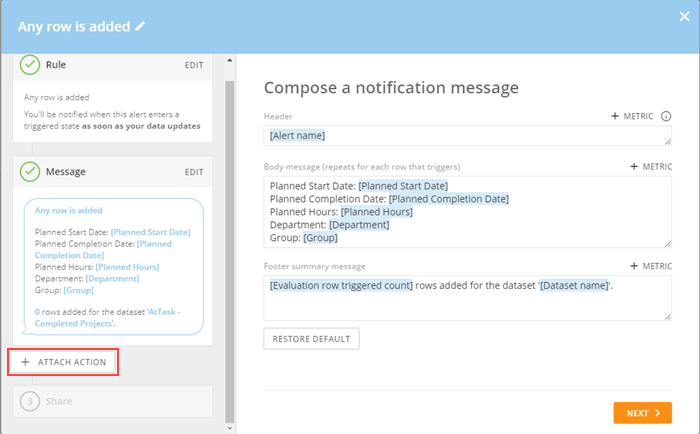 Any row is added
Rule EDIT
Any row is added
You'll be notified when this alert enters a
triggered state as soon as your data updates
Message EDIT
Any row is added
Planned Start Date: [Planned Start Date]
Planned Completion Date: [Planned
Completion Date]
Planned Hours: [Planned Hours]
Department: [Department]
Group: [Group]
0 rows added for the dataset 'AtTask -
Completed Projects'.
+ ATTACH ACTION
3 Share
Compose a notification message
Header + METRIC
[Alert name]
Body message (repeats for each row that triggers) + METRIC
Planned Start Date: [Planned Start Date]
Planned Completion Date: [Planned Completion Date]
Planned Hours: [Planned Hours]
Department: [Department]
Group: [Group]
Footer summary message + METRIC
[Evaluation row triggered count] rows added for the dataset '[Dataset name]'.
RESTORE DEFAULT
NEXT